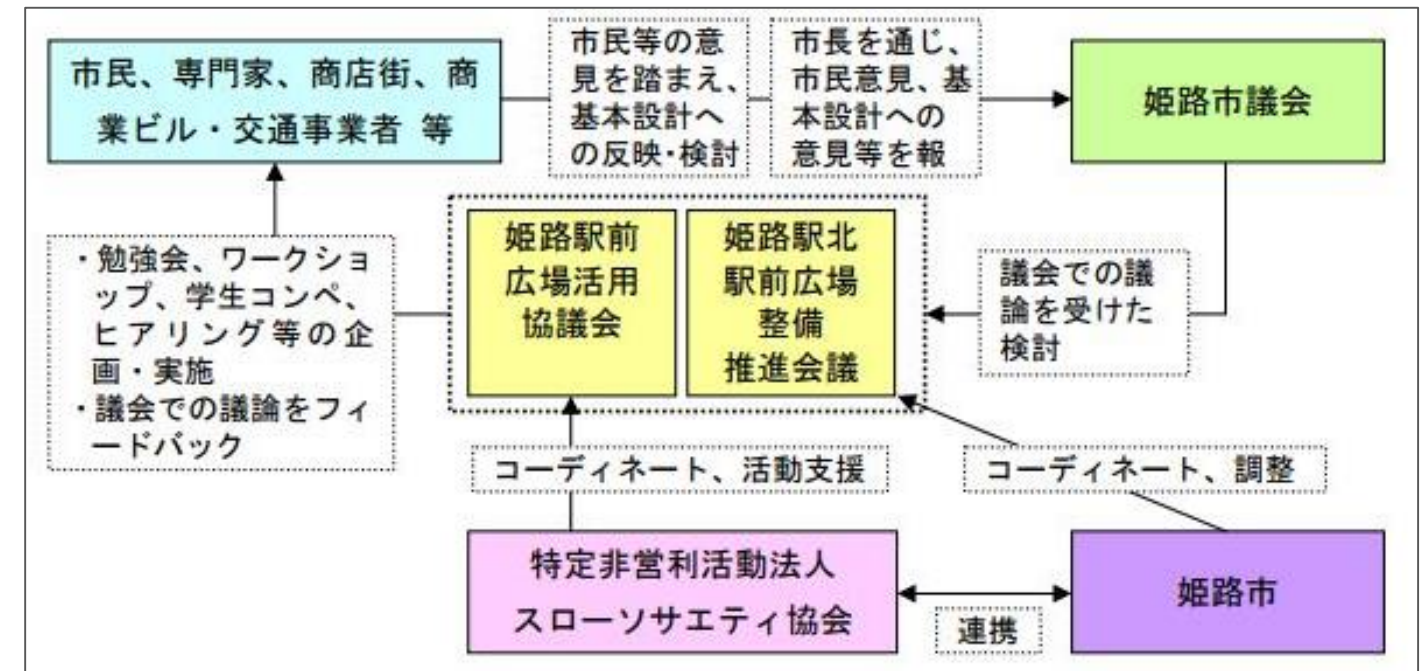 市民、専門家、商店街、商
業ビル・交通事業者 等
市民等の意
見を踏まえ、
基本設計へ
の反映・検討
市長を通じ、
市民意見、基
本設計への
意見等を報
姫路市議会
・勉強会、ワークショ
ップ、学生コンペ、
ヒアリング等の企
画・実施
・議会での議論をフィ
ードバック
姫路駅前
広場活用
協議会
姫路駅北
駅前広場
整備
推進会議
議会での議
論を受けた
検討
コーディネート、活動支援
コーディネート、調整
特定非営利活動法人
スローソサエティ協会
連携
姫路市